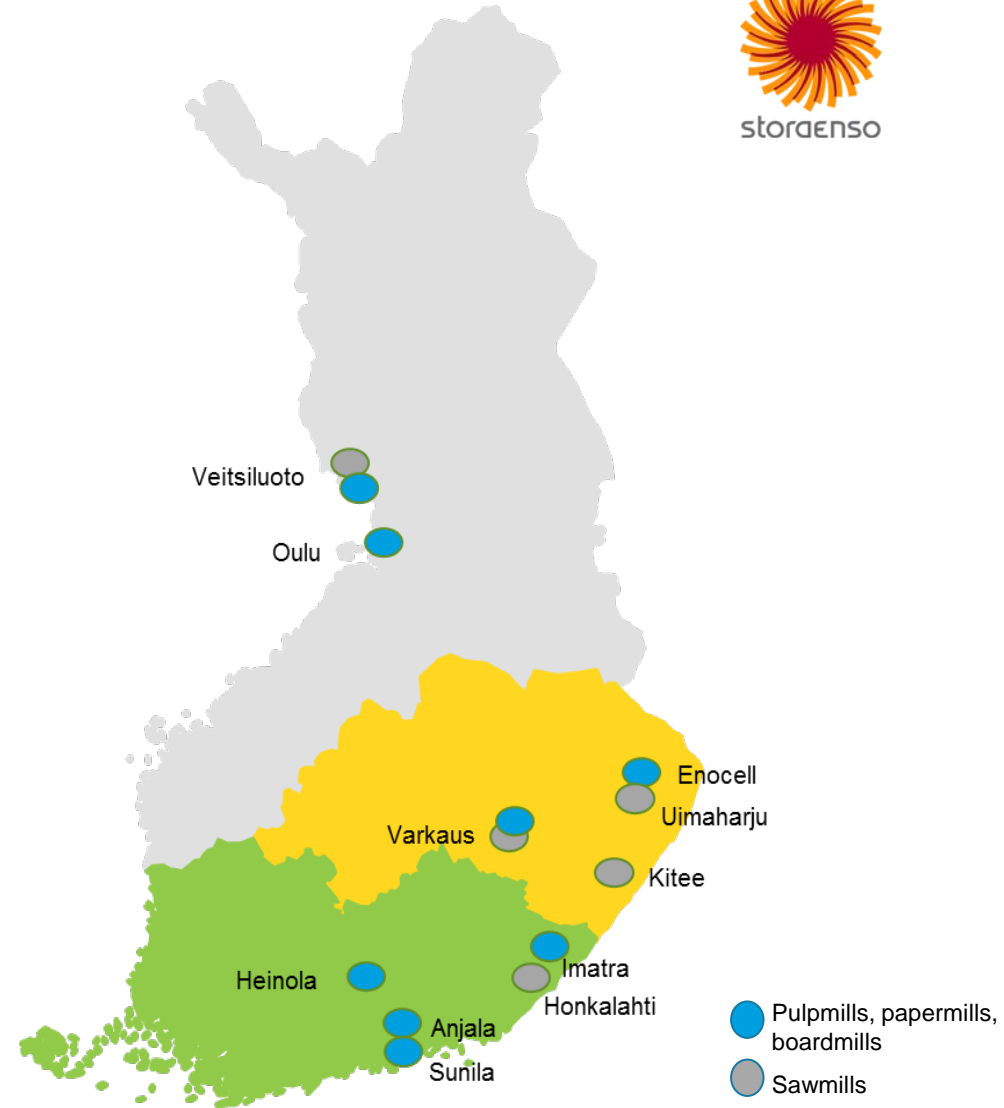 storaenso
Veitsiluoto
Oulu
Enocell
Uimaharju
Varkaus
Kitee
Imatra
Heinola
Honkalahti
Anjala
Sunila
Pulpmills, papermills,
boardmills
Sawmills